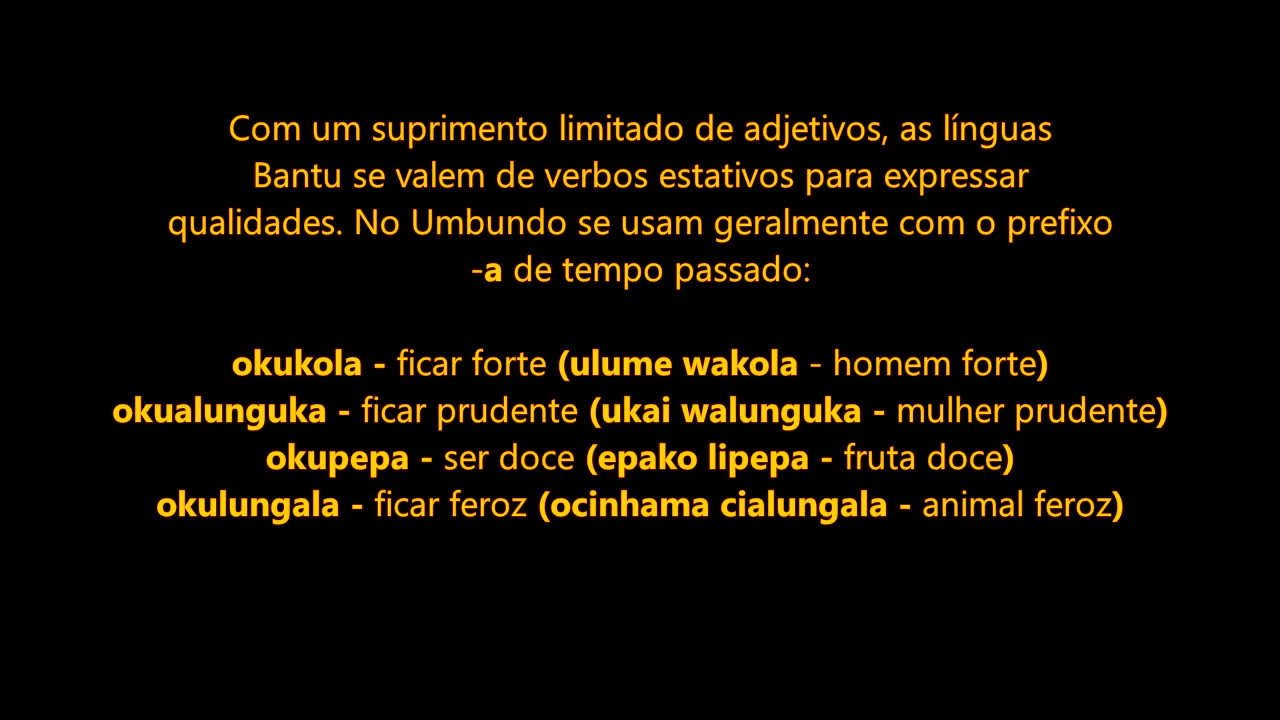 Com um suprimento limitado de adjetivos, as línguas
Bantu se valem de verbos estativos para expressar
qualidades. No Umbundo se usam geralmente com o prefixo
-a de tempo passado:
okukola - ficar forte (ulume wakola - homem forte)
okualunguka - ficar prudente (ukai walunguka - mulher prudente)
okupepa - ser doce (epako lipepa - fruta doce)
okulungala - ficar feroz (ocinhama cialungala - animal feroz)